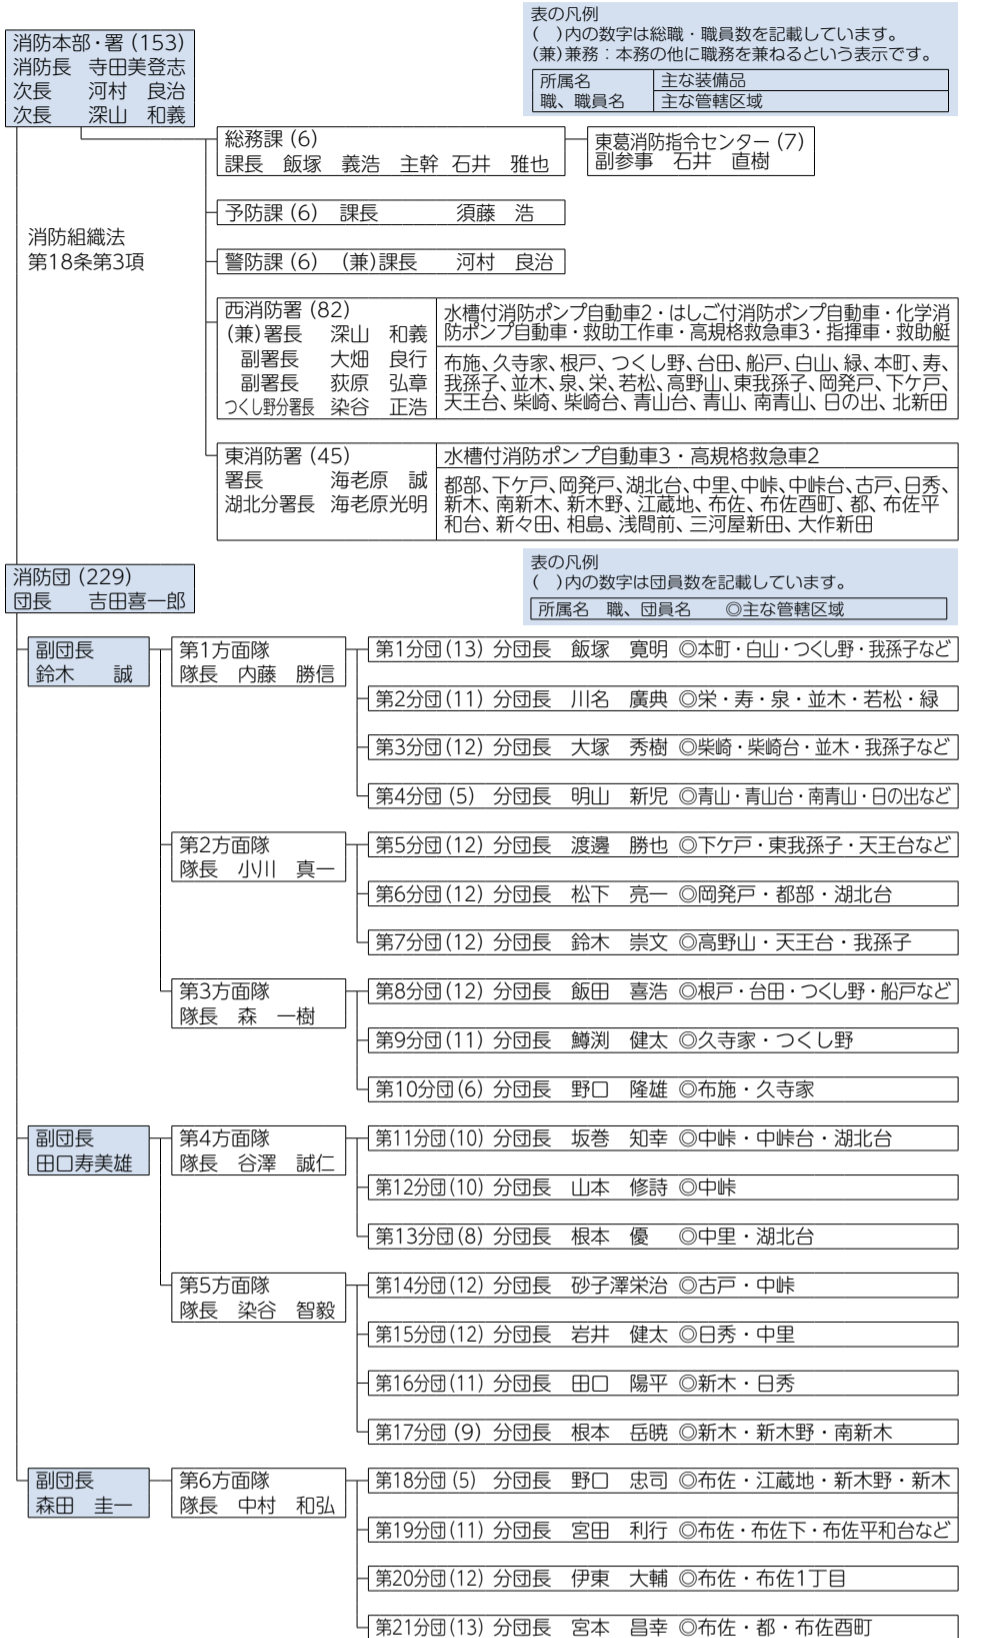 表の凡例
(　)内の数字は総職・職員数を記載しています。
(兼)兼務：本務の他に職務を兼ねるという表示です。
所属名　主な装備品
職、職員名　主な管轄区域
消防本部・署(153)
消防長　寺田美登志
次長　河村　良治
次長　深山　和義
総務課(6)
課長　飯塚　義浩　主幹　石井　雅也
東葛消防指令センター(7)
副参事　石井　直樹
予防課(6)　課長　須藤　浩
消防組織法
第18条第3項
警防課(6)　(兼)課長　河村　良治
西消防署(82)
(兼)署長　深山　和義
副署長　大畑　良行
副署長　荻原　弘章
つくし野分署長　染谷　正浩
水槽付消防ポンプ自動車2・はしご付消防ポンプ自動車・化学消
防ポンプ自動車・救助工作車・高規格救急車3・指揮車・救助艇
布施、久寺家、根戸、つくし野、台田、船戸、白山、緑、本町、寿、
我孫子、並木、泉、栄、若松、高野山、東我孫子、岡発戸、下ケ戸、
天王台、柴崎、柴崎台、青山台、青山、南青山、日の出、北新田
東消防署(45)
署長　海老原　誠
湖北分署長　海老原光明
水槽付消防ポンプ自動車3・高規格救急車2
都部、下ケ戸、岡発戸、湖北台、中里、中峠、中峠台、古戸、日秀、
新木、南新木、新木野、江蔵地、布佐、布佐酉町、都、布佐平
和台、新々田、相島、浅間前、三河屋新田、大作新田
表の凡例
(　)内の数字は団員数を記載しています。
所属名　職、団員名　◎主な管轄区域
消防団(229)
団長　吉田喜一郎
副団長
鈴木　誠
第1方面隊
隊長　内藤　勝信
第1分団(13)　分団長　飯塚　寛明　◎本町・白山・つくし野・我孫子など
第2分団(11)　分団長　川名　廣典　◎栄・寿・泉・並木・若松・緑
第3分団(12)　分団長　大塚　秀樹　◎柴崎・柴崎台・並木・我孫子など
第4分団(5)　分団長　明山　新児　◎青山・青山台・南青山・日の出など
第2方面隊
隊長　小川　真一
第5分団(12)　分団長　渡邊　勝也　◎下ケ戸・東我孫子・天王台など
第6分団(12)　分団長　松下　亮一　◎岡発戸・都部・湖北台
第7分団(12)　分団長　鈴木　崇文　◎高野山・天王台・我孫子
第3方面隊
隊長　森　一樹
第8分団(12)　分団長　飯田　喜浩　◎根戸・台田・つくし野・船戸など
第9分団(11)　分団長　鱒渕　健太　◎久寺家・つくし野
第10分団(6)　分団長　野口　隆雄　◎布施・久寺家
副団長
田口寿美雄
第4方面隊
隊長　谷澤　誠仁
第11分団(10)　分団長　坂巻　知幸　◎中峠・中峠台・湖北台
第12分団(10)　分団長　山本　修詩　◎中峠
第13分団(8)　分団長　根本　優　◎中里・湖北台
第5方面隊
隊長　染谷　智毅
第14分団(12)　分団長　砂子澤栄治　◎古戸・中峠
第15分団(12)　分団長　岩井　健太　◎日秀・中里
第16分団(11)　分団長　田口　陽平　◎新木・日秀
第17分団(9)　分団長　根本　岳暁　◎新木・新木野・南新木
副団長
森田　圭一
第6方面隊
隊長　中村　和弘
第18分団(5)　分団長　野口　忠司　◎布佐・江蔵地・新木野・新木
第19分団(11)　分団長　宮田　利行　◎布佐・布佐下・布佐平和台など
第20分団(12)　分団長　伊東　大輔　◎布佐・布佐1丁目
第21分団(13)　分団長　宮本　昌幸　◎布佐・都・布佐酉町